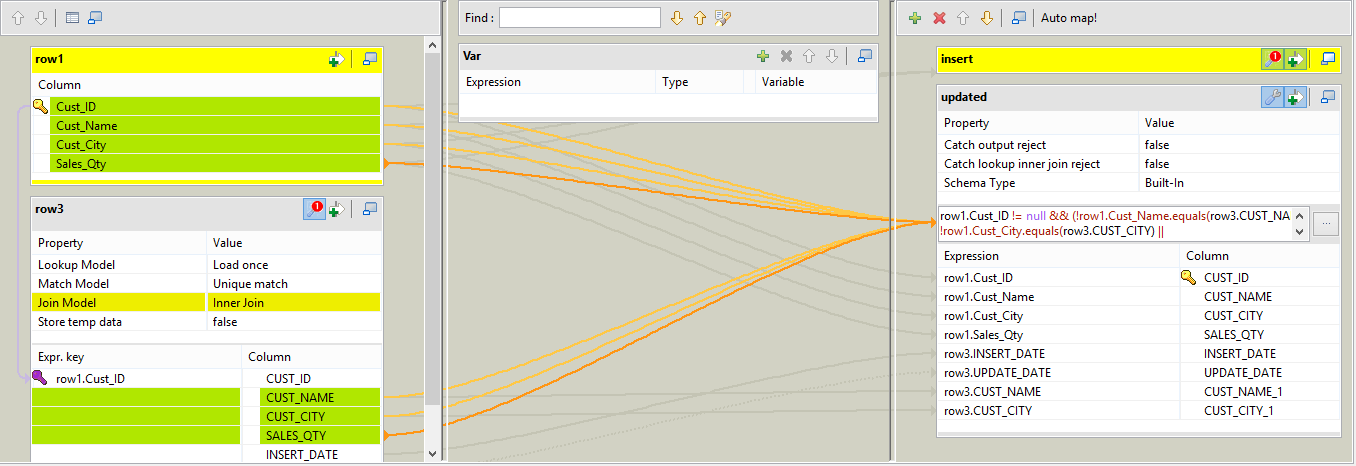 Find :
Auto map!
row1
Column
Cust_ID
Cust_Name
Cust_City
Sales_Qty
row3
Property Value
Lookup Model Load once
Match Model Unique match
Join Model Inner Join
Store temp data false
Expr. key Column
row1.Cust_ID CUST_ID
CUST_NAME
CUST_CITY
SALES_QTY
INSERT_DATE
Var
Expression Type Variable
insert
updated
Property Value
Catch output reject false
Catch lookup inner join reject false
Schema Type Built-In
row1.Cust_ID != null && (!row1.Cust_Name.equals(row3.CUST_NA
!row1.Cust_City.equals(row3.CUST_CITY) ||
...
Expression Column
row1.Cust_ID CUST_ID
row1.Cust_Name CUST_NAME
row1.Cust_City CUST_CITY
row1.Sales_Qty SALES_QTY
row3.INSERT_DATE INSERT_DATE
row3.UPDATE_DATE UPDATE_DATE
row3.CUST_NAME CUST_NAME_1
row3.CUST_CITY CUST_CITY_1